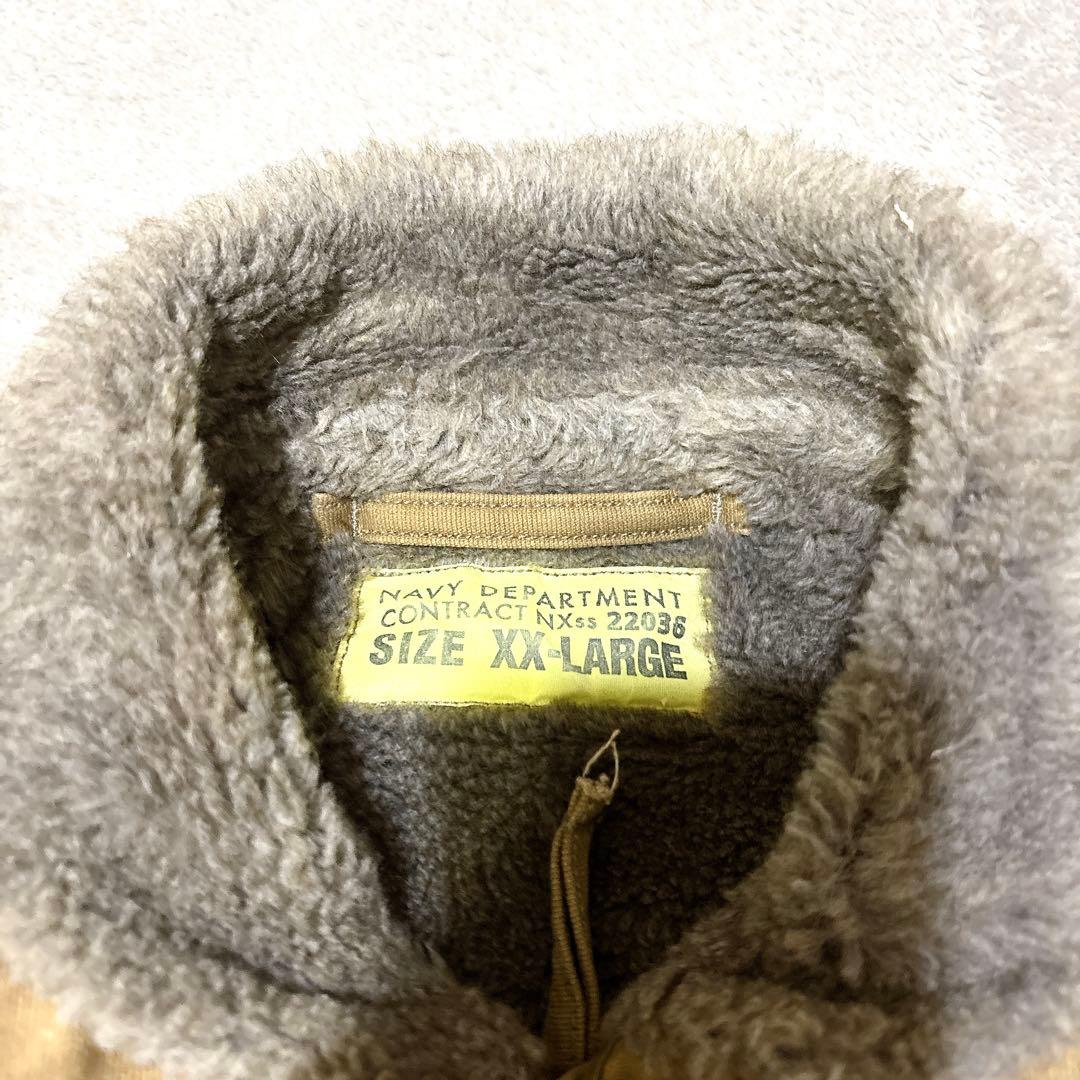 NAVY DEPARTMENT
CONTRACT NXss 22036
SIZE XX-LARGE